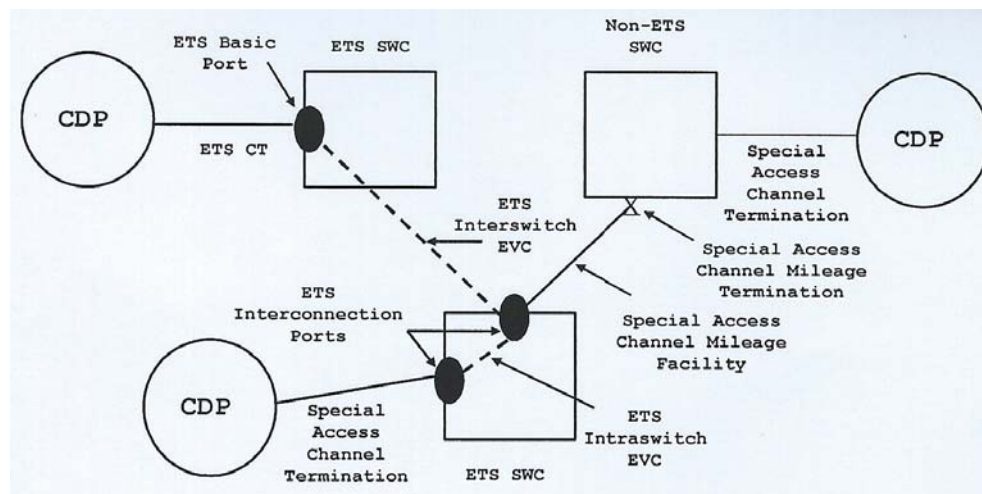 ETS Basic
Port
ETS SWC
Non-ETS
SWC
CDP
ETS CT
CDP
Special
Access
Channel
Termination
ETS
Interswitch
EVC
Special Access
Channel Mileage
Termination
ETS
Interconnection
Ports
Special Access
Channel Mileage
Facility
CDP
Special
Access
Channel
Termination
ETS
Intraswitch
EVC
ETS SWC
X